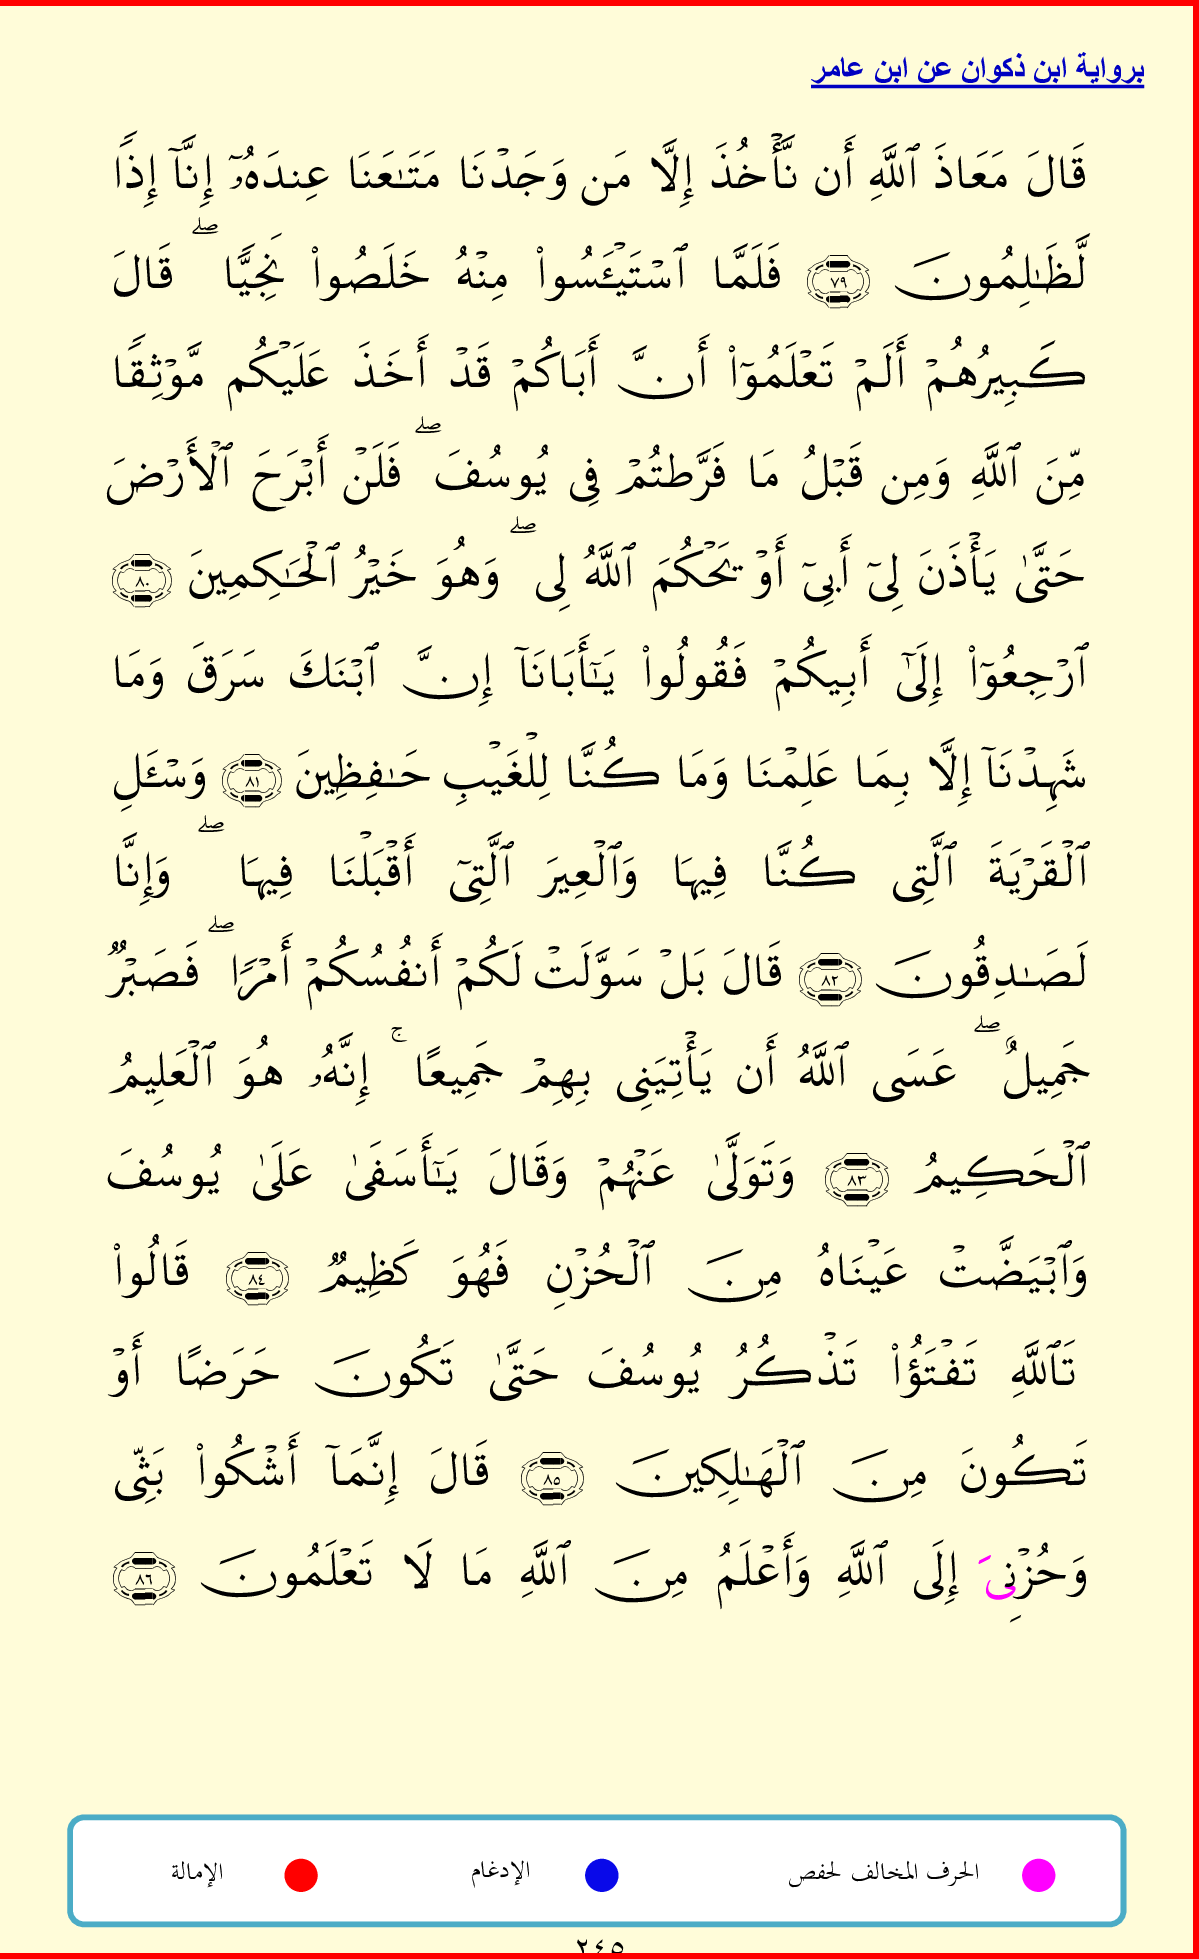 برواية ابن ذكوان عن ابن عامر
قَالَ مَعَاذَ ٱللَّهِ أَن نَّأۡخُذَ إِلَّا مَن وَجَدۡنَا مَتَـٰعَنَا عِندَهُۥٓ إِنَّآ إِذًا
لَّظَـٰلِمُونَ ٧٩ فَلَمَّا ٱسۡتَيۡـَٔسُواْ مِنۡهُ خَلَصُواْ نَجِيًّا ۖ قَالَ
كَبِيرُهُمۡ أَلَمۡ تَعۡلَمُوٓاْ أَنَّ أَبَاكُمۡ قَدۡ أَخَذَ عَلَيۡكُم مَّوۡثِقًا
مِّنَ ٱللَّهِ وَمِن قَبۡلُ مَا فَرَّطتُمۡ فِى يُوسُفَ ۖ فَلَنۡ أَبۡرَحَ ٱلۡأَرۡضَ
حَتَّىٰ يَأۡذَنَ لِىٓ أَبِىٓ أَوۡ يَحۡكُمَ ٱللَّهُ لِى ۖ وَهُوَ خَيۡرُ ٱلۡحَـٰكِمِينَ ٨٠
ٱرۡجِعُوٓاْ إِلَىٰٓ أَبِيكُمۡ فَقُولُواْ يَـٰٓأَبَانَآ إِنَّ ٱبۡنَكَ سَرَقَ وَمَا
شَهِدۡنَآ إِلَّا بِمَا عَلِمۡنَا وَمَا كُنَّا لِلۡغَيۡبِ حَـٰفِظِينَ ٨١ وَسۡـَٔلِ
ٱلۡقَرۡيَةَ ٱلَّتِى كُنَّا فِيهَا وَٱلۡعِيرَ ٱلَّتِىٓ أَقۡبَلۡنَا فِيهَا ۖ وَإِنَّا
لَصَـٰدِقُونَ ٨٢ قَالَ بَلۡ سَوَّلَتۡ لَكُمۡ أَنفُسُكُمۡ أَمۡرًا ۖ فَصَبۡرٌ
جَمِيلٌ ۖ عَسَى ٱللَّهُ أَن يَأۡتِيَنِى بِهِمۡ جَمِيعًا ۚ إِنَّهُۥ هُوَ ٱلۡعَلِيمُ
ٱلۡحَكِيمُ ٨٣ وَتَوَلَّىٰ عَنۡهُمۡ وَقَالَ يَـٰٓأَسَفَىٰ عَلَىٰ يُوسُفَ
وَٱبۡيَضَّتۡ عَيۡنَاهُ مِنَ ٱلۡحُزۡنِ فَهُوَ كَظِيمٌ ٨٤ قَالُواْ
تَٱللَّهِ تَفۡتَؤُاْ تَذۡكُرُ يُوسُفَ حَتَّىٰ تَكُونَ حَرَضًا أَوۡ
تَكُونَ مِنَ ٱلۡهَـٰلِكِينَ ٨٥ قَالَ إِنَّمَآ أَشۡكُواْ بَثِّى
وَحُزۡنِىَ إِلَى ٱللَّهِ وَأَعۡلَمُ مِنَ ٱللَّهِ مَا لَا تَعۡلَمُونَ ٨٦
الحرف المخالف لحفص الإدغام الإمالة
٢٤٥